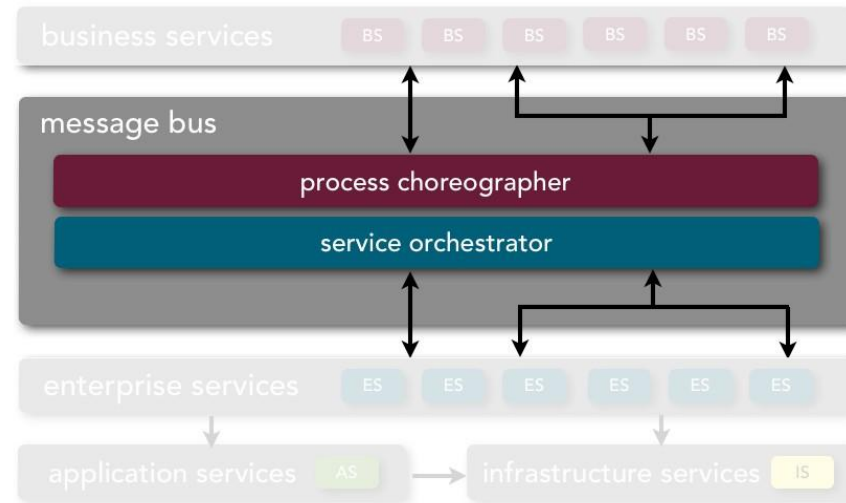 business services BS BS BS BS BS BS
message bus
process choreographer
service orchestrator
enterprise services ES ES ES ES ES ES
application services AS infrastructure services IS